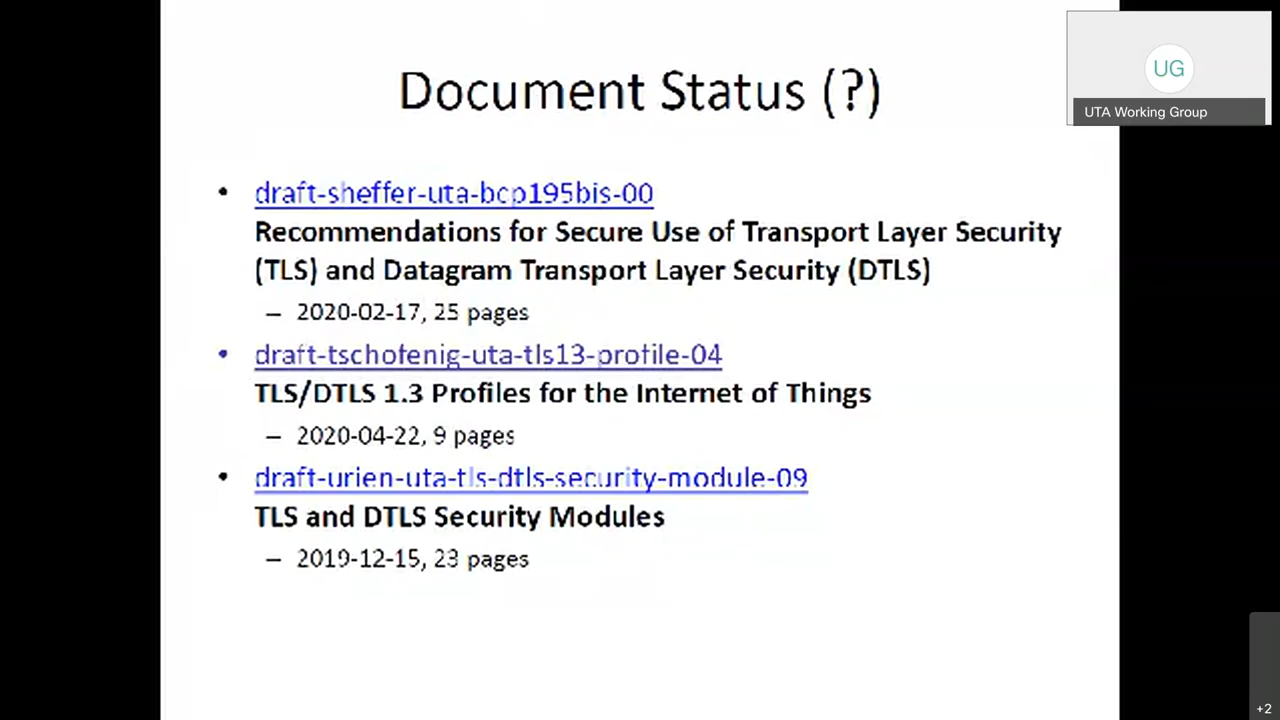 Document Status (?)
UG
UTA Working Group
• draft-sheffer-uta-bcp195bis-00
Recommendations for Secure Use of Transport Layer Security
(TLS) and Datagram Transport Layer Security (DTLS)
– 2020-02-17, 25 pages
• draft-tschofenig-uta-tls13-profile-04
TLS/DTLS 1.3 Profiles for the Internet of Things
– 2020-04-22, 9 pages
• draft-urien-uta-tls-dtls-security-module-09
TLS and DTLS Security Modules
– 2019-12-15, 23 pages
+2